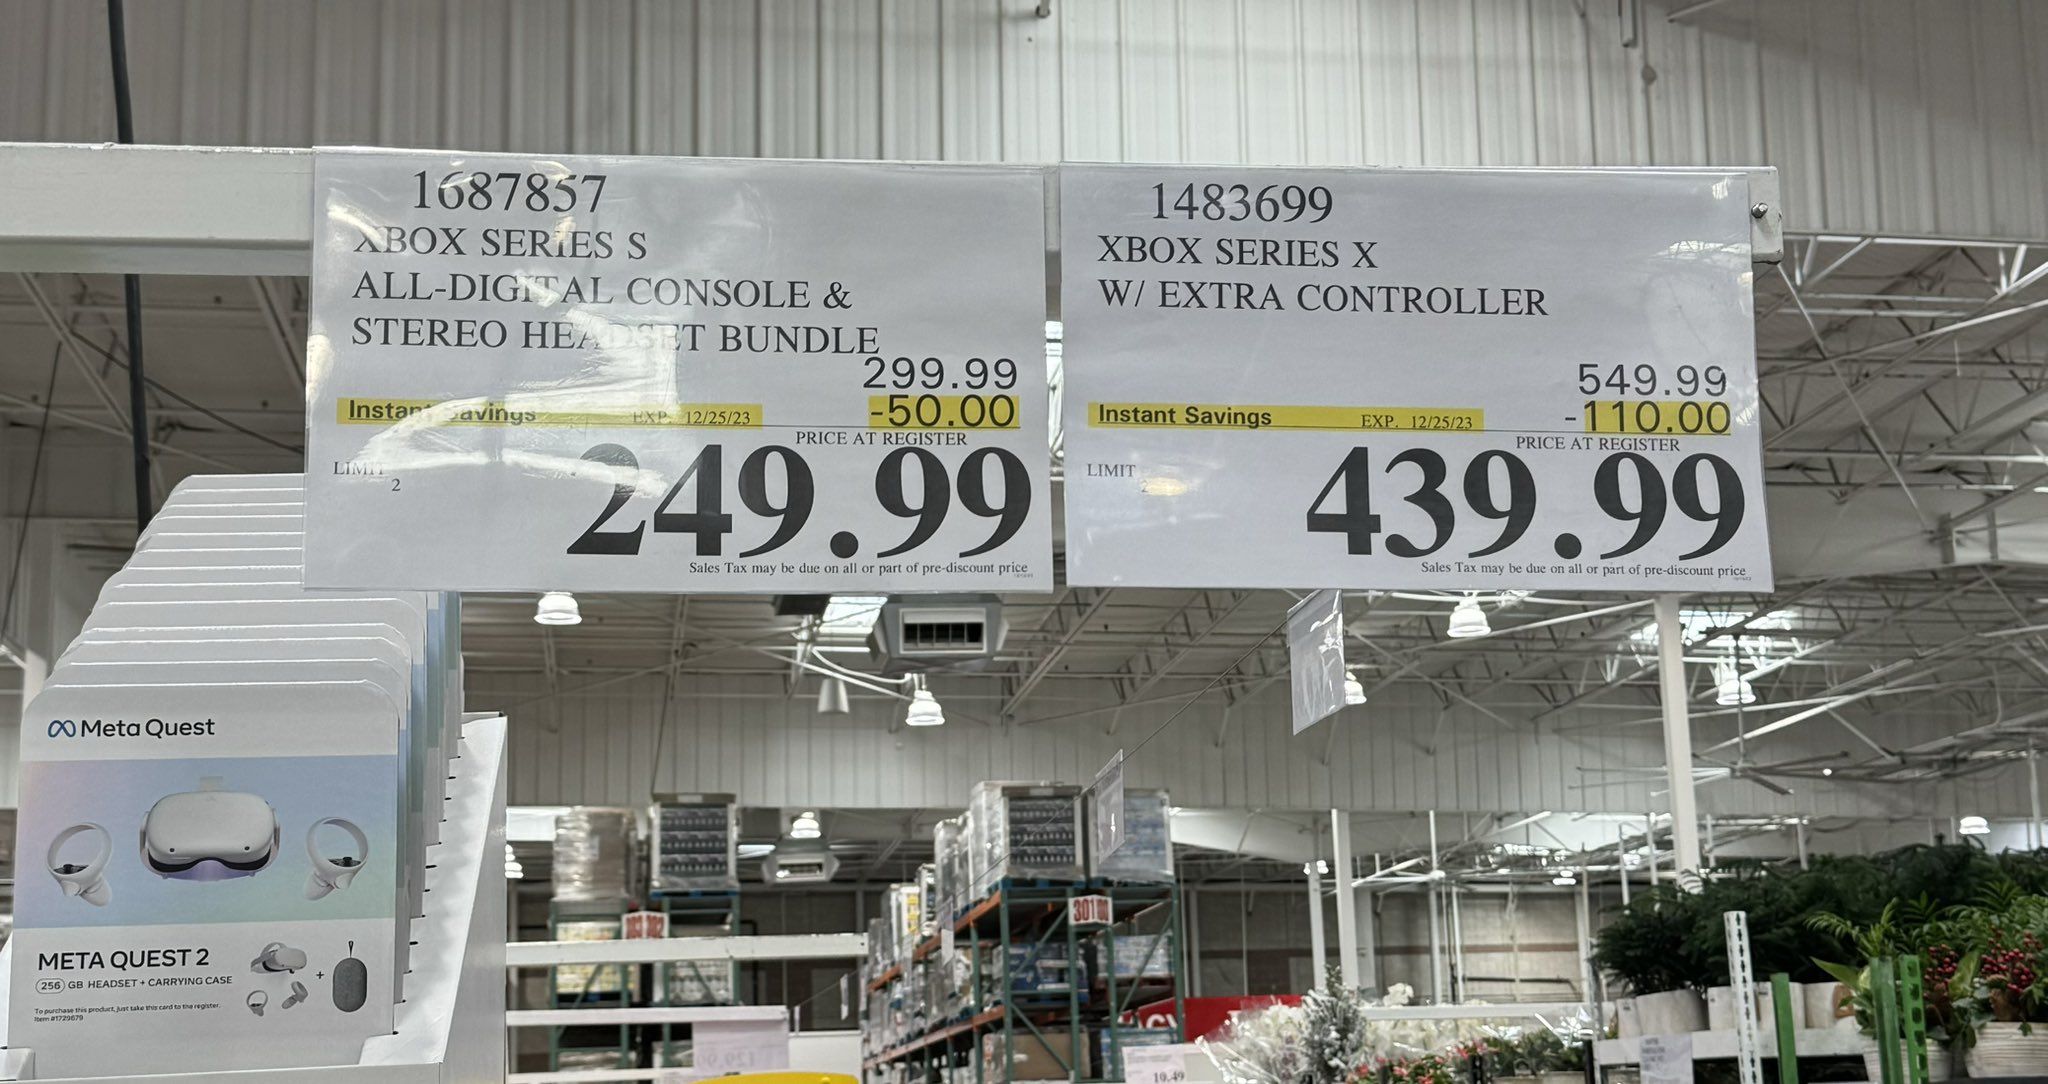 1687857
XBOX SERIES S
ALL-DIGITAL CONSOLE &
STEREO HEADSET BUNDLE
299.99
Instant Savings EXP. 12/25/23 -50.00
PRICE AT REGISTER
LIMIT
2
249.99
Sales Tax may be due on all or part of pre-discount price
1483699
XBOX SERIES X
W/ EXTRA CONTROLLER
549.99
Instant Savings EXP. 12/25/23 -110.00
PRICE AT REGISTER
LIMIT
2
439.99
Sales Tax may be due on all or part of pre-discount price
Meta Quest
META QUEST 2
256 GB HEADSET + CARRYING CASE
+
To purchase this product, just take this card to the register.
Item #1729679
301
10.49